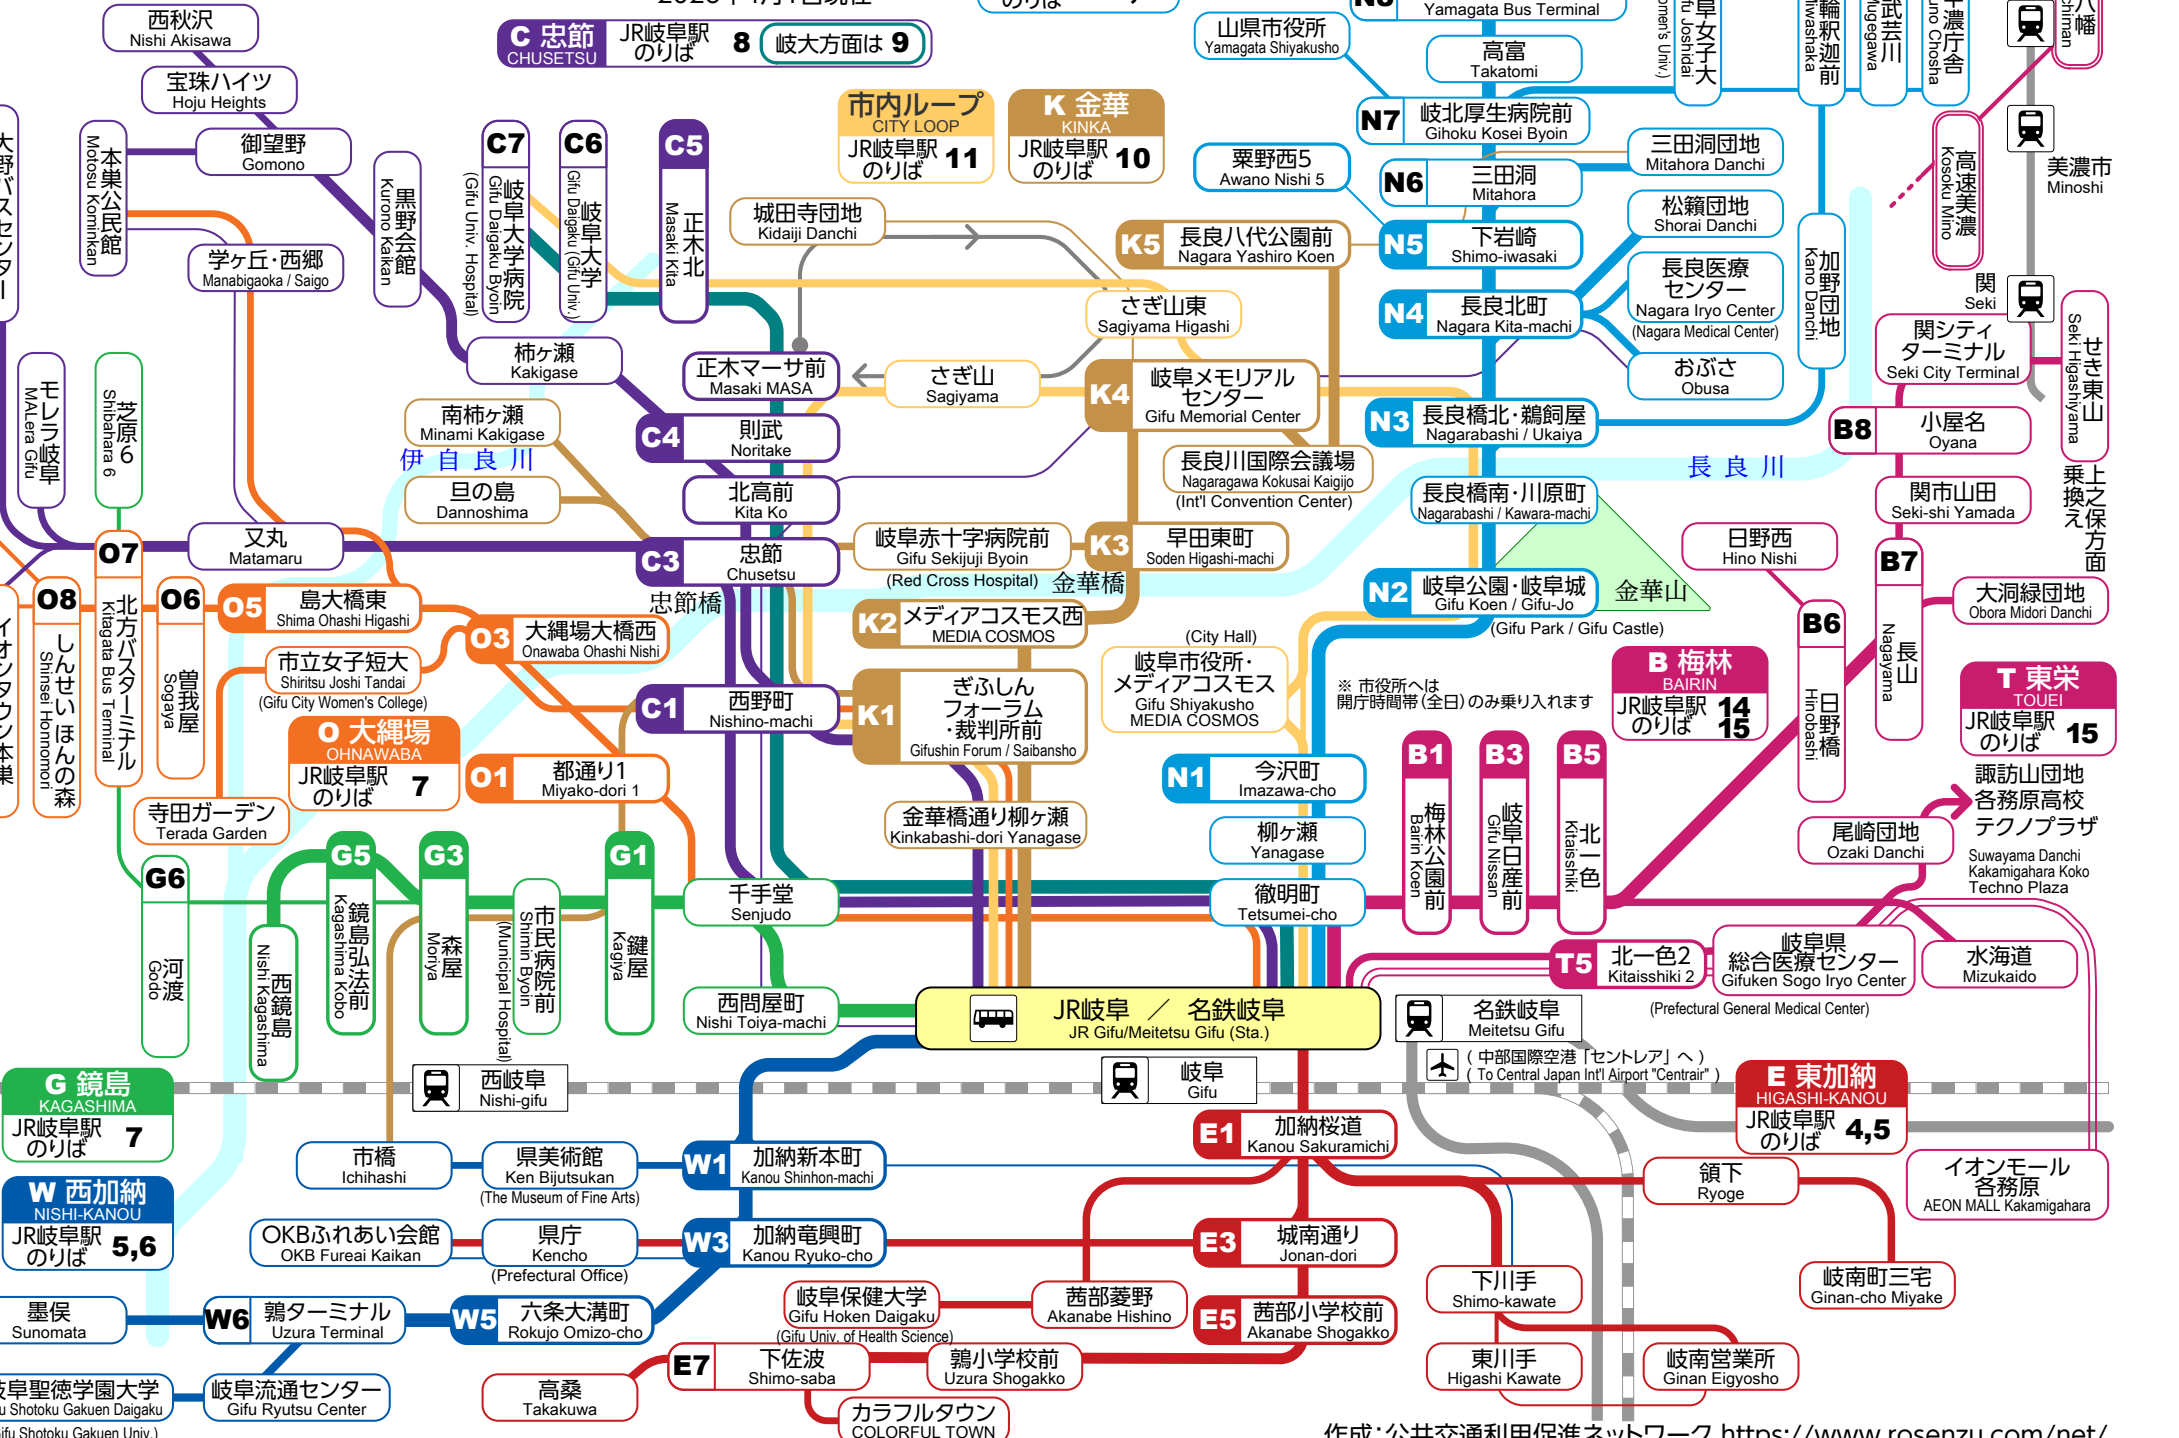 西秋沢
Nishi Akisawa
宝珠ハイツ
Hoju Heights
御望野
Gomono
本巣公民館
Motosu Kominkan
黒野会館
Kurono Kaikan
学ヶ丘・西郷
Manabigaoka / Saigo
C 忠節
CHUSETSU
JR岐阜駅
のりば
8
岐大方面は 9
C7
岐阜大学病院
Gifu Daigaku Byoin
(Gifu Univ. Hospital)
C6
岐阜大学
Gifu Daigaku (Gifu Univ.)
C5
正木北
Masaki Kita
市内ループ
CITY LOOP
JR岐阜駅
のりば
11
K 金華
KINKA
JR岐阜駅
のりば
10
Yamagata Bus Terminal
山県市役所
Yamagata Shiyakusho
高富
Takatomi
N7
岐北厚生病院前
Gihoku Kosei Byoin
粟野西5
Awano Nishi 5
N6
三田洞
Mitahora
三田洞団地
Mitahora Danchi
松籟団地
Shorai Danchi
N5
下岩崎
Shimo-iwasaki
K5
長良八代公園前
Nagara Yashiro Koen
城田寺団地
Kidaiji Danchi
N4
長良北町
Nagara Kita-machi
長良医療
センター
Nagara Iryo Center
(Nagara Medical Center)
おぶさ
Obusa
加野団地
Kano Danchi
高速美濃
Kosoku Mino
美濃市
Minoshi
関
Seki
関シティ
ターミナル
Seki City Terminal
せき東山
Seki Higashiyama
上之保方面
乗換え
さぎ山東
Sagiyama Higashi
さぎ山
Sagiyama
正木マーサ前
Masaki MASA
柿ヶ瀬
Kakigase
モレラ岐阜
MALera Gifu
芝原6
Shibahara 6
南柿ヶ瀬
Minami Kakigase
伊自良川
旦の島
Dannoshima
C4
則武
Noritake
北高前
Kita Ko
K4
岐阜メモリアル
センター
Gifu Memorial Center
長良川国際会議場
Nagaragawa Kokusai Kaigijo
(Int'l Convention Center)
N3
長良橋北・鵜飼屋
Nagarabashi / Ukaiya
長良川
長良橋南・川原町
Nagarabashi / Kawara-machi
B8
小屋名
Oyana
関市山田
Seki-shi Yamada
又丸
Matamaru
C3
忠節
Chusetsu
忠節橋
岐阜赤十字病院前
Gifu Sekijuji Byoin
(Red Cross Hospital)
金華橋
K3
早田東町
Soden Higashi-machi
N2
岐阜公園・岐阜城
Gifu Koen / Gifu-Jo
(Gifu Park / Gifu Castle)
金華山
日野西
Hino Nishi
B7
長山
Nagayama
大洞緑団地
Obora Midori Danchi
B6
日野橋
Hinobashi
O8
しんせい ほんの森
Shinsei Honnomori
O7
北方バスターミナル
Kitagata Bus Terminal
O6
曽我屋
Sogaya
O5
島大橋東
Shima Ohashi Higashi
O3
大縄場大橋西
Onawaba Ohashi Nishi
市立女子短大
Shiritsu Joshi Tandai
(Gifu City Women's College)
O 大縄場
OHNAWABA
JR岐阜駅
のりば
7
寺田ガーデン
Terada Garden
O1
都通り1
Miyako-dori 1
C1
西野町
Nishino-machi
K2
メディアコスモス西
MEDIA COSMOS
K1
ぎふしん
フォーラム
・裁判所前
Gifushin Forum / Saibansho
金華橋通り柳ヶ瀬
Kinkabashi-dori Yanagase
(City Hall)
岐阜市役所・
メディアコスモス
Gifu Shiyakusho
MEDIA COSMOS
※ 市役所へは
開庁時間帯(全日)のみ乗り入れます
N1
今沢町
Imazawa-cho
柳ヶ瀬
Yanagase
徹明町
Tetsumei-cho
B 梅林
BAIRIN
JR岐阜駅
のりば
14
15
T 東栄
TOUEI
JR岐阜駅
のりば
15
B1
梅林公園前
Bairin Koen
B3
岐阜日産前
Gifu Nissan
B5
北一色
Kitaisshiki
諏訪山団地
各務原高校
テクノプラザ
Suwayama Danchi
Kakamigahara Koko
Techno Plaza
尾崎団地
Ozaki Danchi
G6
河渡
Godo
西鏡島
Nishi Kagashima
G5
鏡島弘法前
Kagashima Kobo
G3
森屋
Moriya
市民病院前
Shimin Byoin
(Municipal Hospital)
G1
鍵屋
Kagiya
千手堂
Senjudo
西問屋町
Nishi Toiya-machi
JR岐阜 / 名鉄岐阜
JR Gifu/Meitetsu Gifu (Sta.)
T5
北一色2
Kitaisshiki 2
岐阜県
総合医療センター
Gifuken Sogo Iryo Center
(Prefectural General Medical Center)
水海道
Mizukaido
名鉄岐阜
Meitetsu Gifu
( 中部国際空港「セントレア」へ )
( To Central Japan Int'l Airport "Centrair" )
G 鏡島
KAGASHIMA
JR岐阜駅
のりば
7
西岐阜
Nishi-gifu
岐阜
Gifu
E 東加納
HIGASHI-KANOU
JR岐阜駅
のりば
4,5
W 西加納
NISHI-KANOU
JR岐阜駅
のりば
5,6
市橋
Ichihashi
県美術館
Ken Bijutsukan
(The Museum of Fine Arts)
W1
加納新本町
Kanou Shinhon-machi
E1
加納桜道
Kanou Sakuramichi
領下
Ryoge
イオンモール
各務原
AEON MALL Kakamigahara
OKBふれあい会館
OKB Fureai Kaikan
県庁
Kencho
(Prefectural Office)
W3
加納竜興町
Kanou Ryuko-cho
E3
城南通り
Jonan-dori
下川手
Shimo-kawate
岐南町三宅
Ginan-cho Miyake
墨俣
Sunomata
W6
鶉ターミナル
Uzura Terminal
W5
六条大溝町
Rokujo Omizo-cho
岐阜保健大学
Gifu Hoken Daigaku
(Gifu Univ. of Health Science)
茜部菱野
Akanabe Hishino
E5
茜部小学校前
Akanabe Shogakko
岐阜流通センター
Gifu Ryutsu Center
高桑
Takakuwa
E7
下佐波
Shimo-saba
鶉小学校前
Uzura Shogakko
カラフルタウン
COLORFUL TOWN
東川手
Higashi Kawate
岐南営業所
Ginan Eigyosho
作成：公共交通利用促進ネットワーク https://www.rosenzu.com/net/